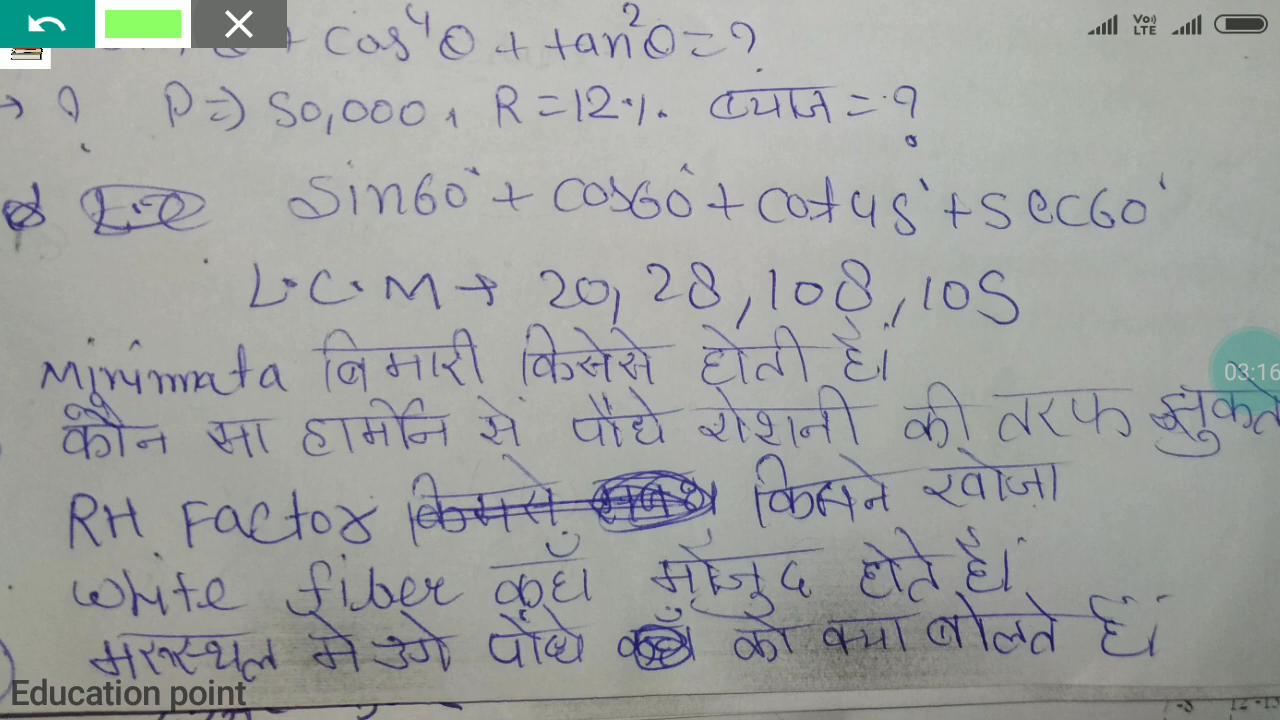 + cos⁴θ + tan²θ = ?
→ ? P ⇒ 50,000, R = 12%. ब्याज = ?
Sin60° + cos60° + cot45° + sec60°
L.C.M → 20, 28, 108, 105
Minimata बिमारी किसेसे होती है।
कौन सा हार्मोन से पौधे रोशनी की तरफ झुकते
RH Factor किसने खोजा
White fiber कहाँ मौजुद होते है।
मरुस्थल मे उगे पौधे को क्या बोलते हैं।
Education point
VoLTE
03:16